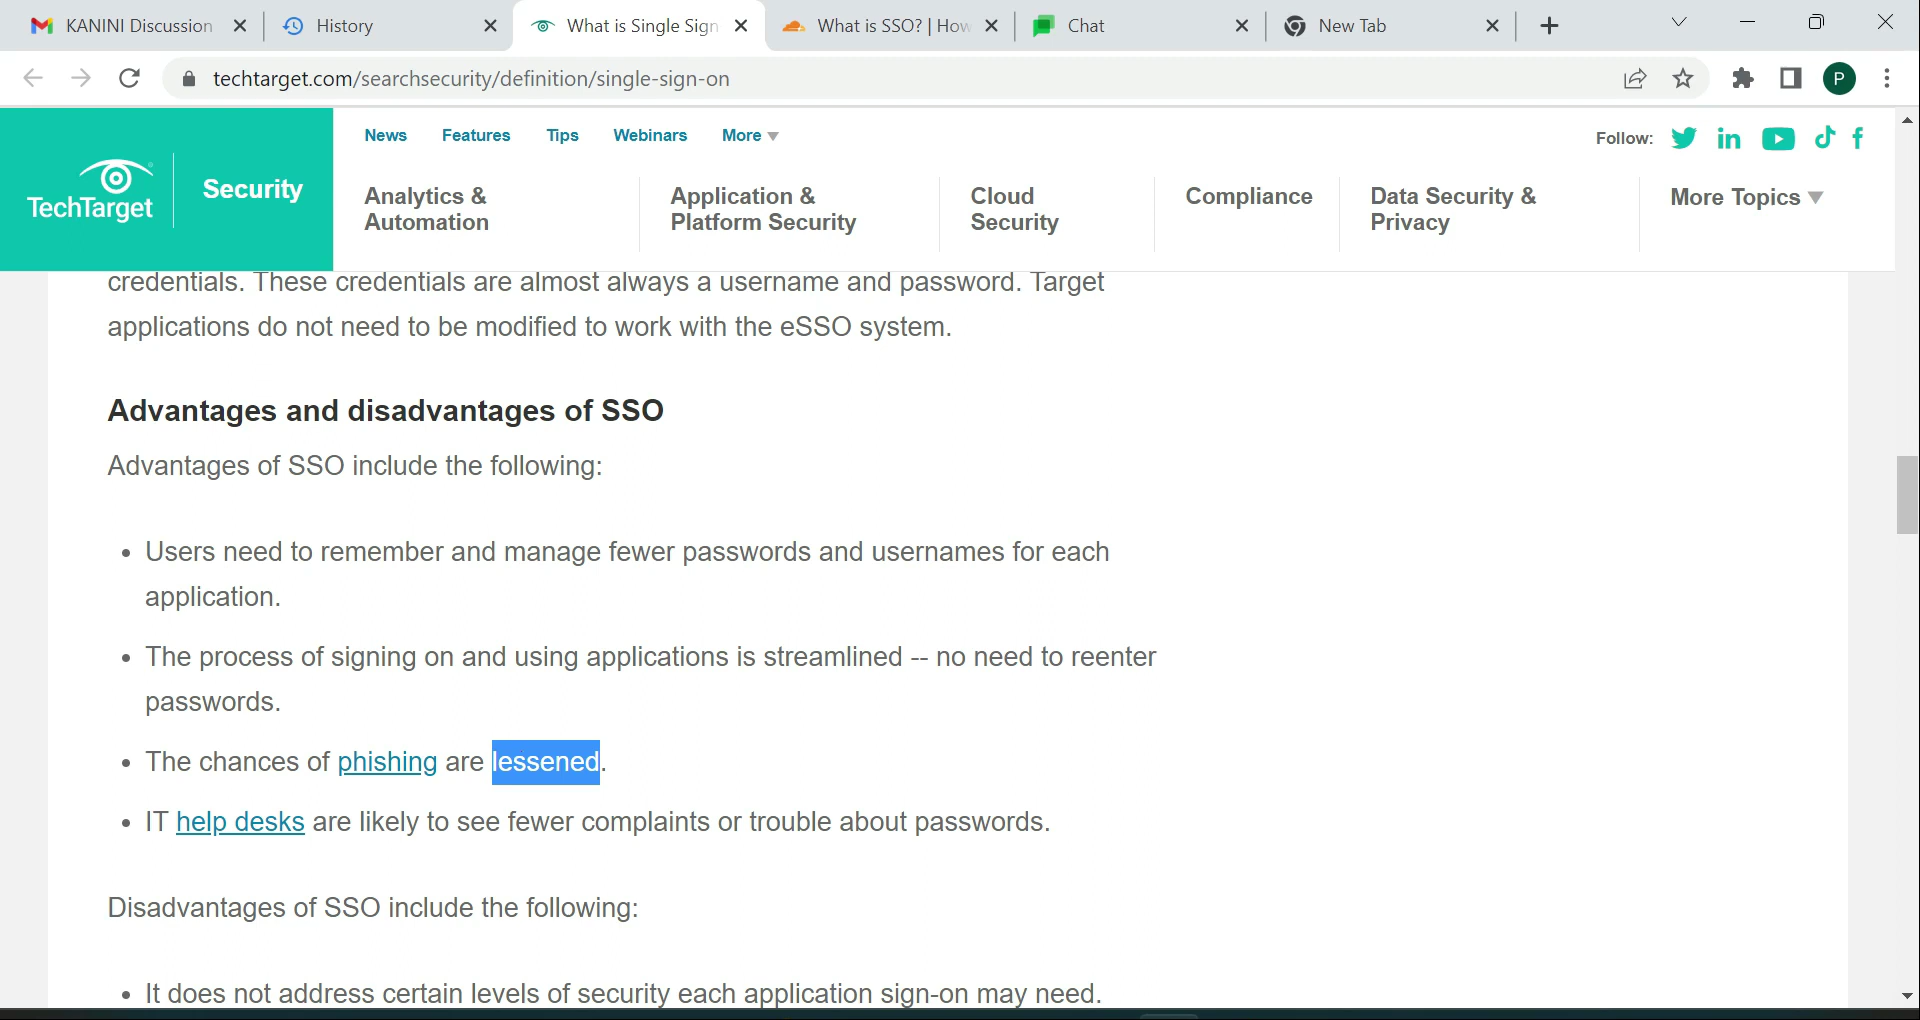 KANINI Discussion
History
What is Single Sign
What is SSO? | How
Chat
New Tab
techtarget.com/searchsecurity/definition/single-sign-on
P
TechTarget
Security
News
Features
Tips
Webinars
More
Follow:
Analytics &
Automation
Application &
Platform Security
Cloud
Security
Compliance
Data Security &
Privacy
More Topics
credentials. These credentials are almost always a username and password. Target
applications do not need to be modified to work with the eSSO system.
Advantages and disadvantages of SSO
Advantages of SSO include the following:
• Users need to remember and manage fewer passwords and usernames for each
application.
• The process of signing on and using applications is streamlined -- no need to reenter
passwords.
• The chances of phishing are lessened.
• IT help desks are likely to see fewer complaints or trouble about passwords.
Disadvantages of SSO include the following:
• It does not address certain levels of security each application sign-on may need.